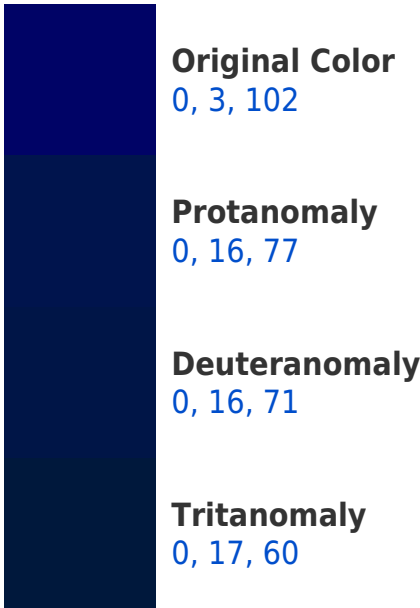 Original Color
0, 3, 102
Protanomaly
0, 16, 77
Deuteranomaly
0, 16, 71
Tritanomaly
0, 17, 60